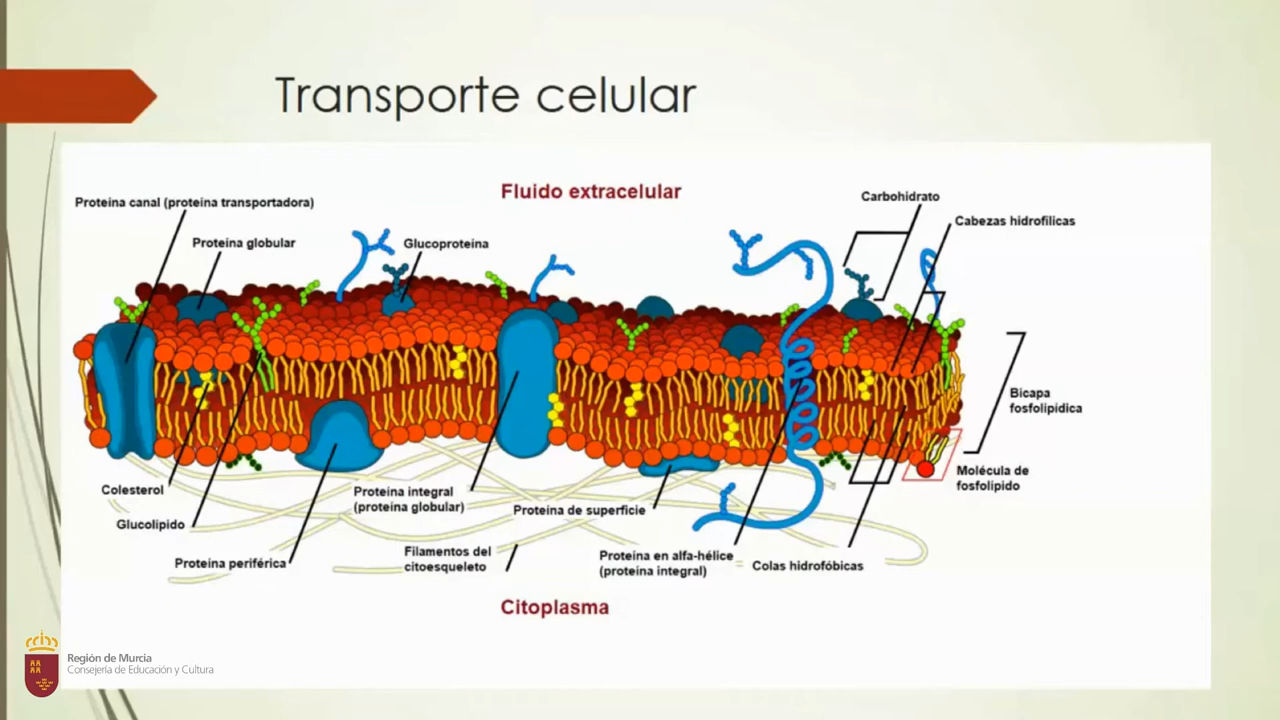 Transporte celular
Fluido extracelular
Proteína canal (proteína transportadora)
Proteína globular
Glucoproteína
Carbohidrato
Cabezas hidrofílicas
Bicapa
fosfolipídica
Molécula de
fosfolípido
Colesterol
Glucolípido
Proteína periférica
Proteína integral
(proteína globular)
Filamentos del
citoesqueleto
Proteína de superficie
Proteína en alfa-hélice
(proteína integral)
Colas hidrofóbicas
Citoplasma
Región de Murcia
Consejería de Educación y Cultura